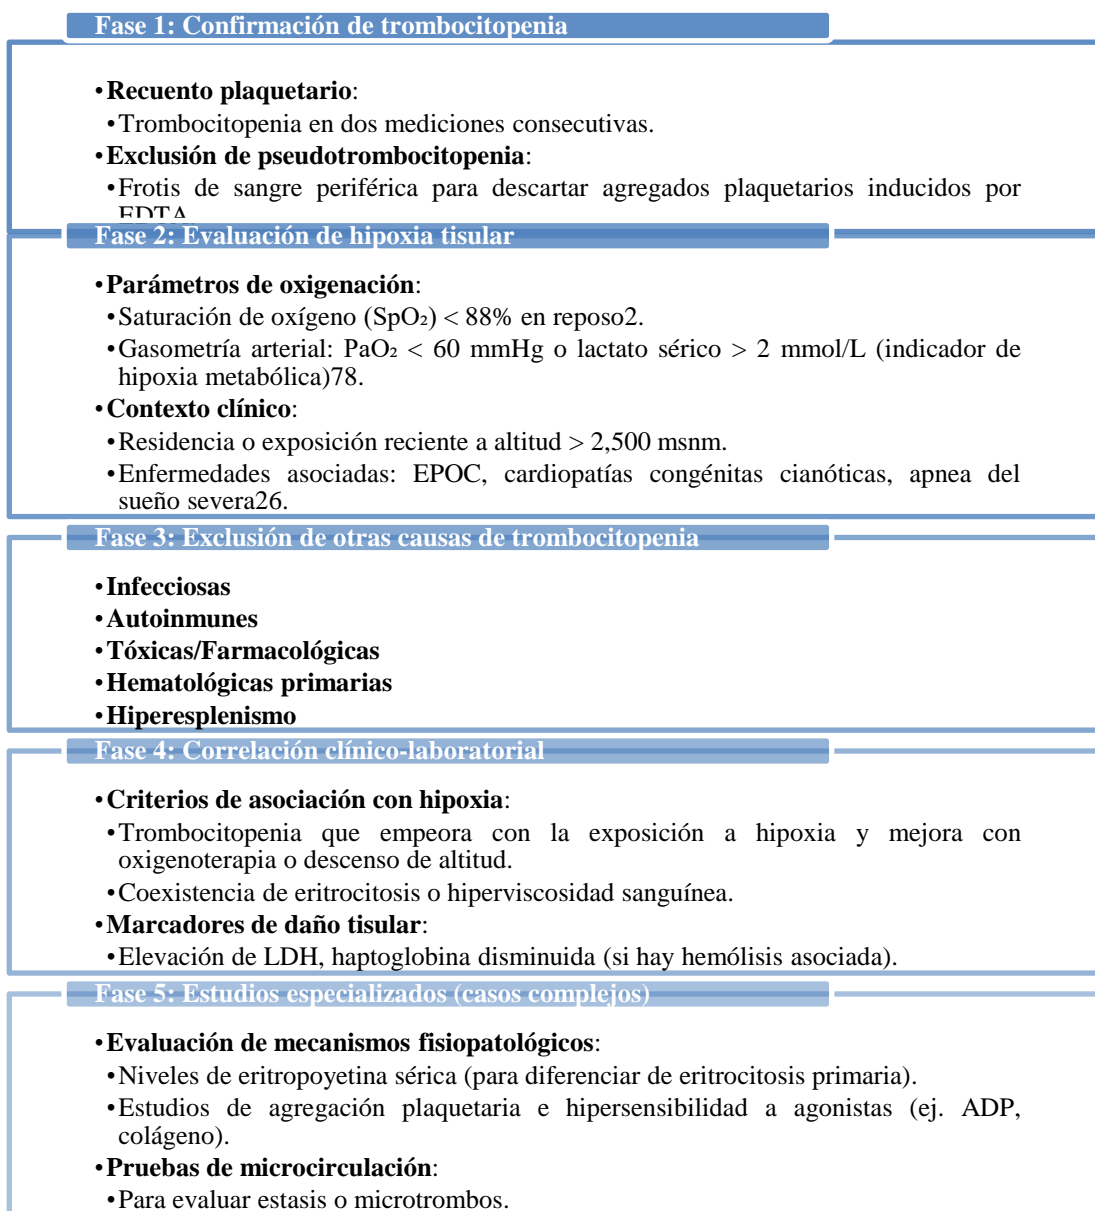 Fase 1: Confirmación de trombocitopenia
•Recuento plaquetario:
•Trombocitopenia en dos mediciones consecutivas.
•Exclusión de pseudotrombocitopenia:
•Frotis de sangre periférica para descartar agregados plaquetarios inducidos por
EDTA
Fase 2: Evaluación de hipoxia tisular
•Parámetros de oxigenación:
•Saturación de oxígeno (SpO₂) < 88% en reposo2.
•Gasometría arterial: PaO₂ < 60 mmHg o lactato sérico > 2 mmol/L (indicador de
hipoxia metabólica)78.
•Contexto clínico:
•Residencia o exposición reciente a altitud > 2,500 msnm.
•Enfermedades asociadas: EPOC, cardiopatías congénitas cianóticas, apnea del
sueño severa26.
Fase 3: Exclusión de otras causas de trombocitopenia
•Infecciosas
•Autoinmunes
•Tóxicas/Farmacológicas
•Hematológicas primarias
•Hiperesplenismo
Fase 4: Correlación clínico-laboratorial
•Criterios de asociación con hipoxia:
•Trombocitopenia que empeora con la exposición a hipoxia y mejora con
oxigenoterapia o descenso de altitud.
•Coexistencia de eritrocitosis o hiperviscosidad sanguínea.
•Marcadores de daño tisular:
•Elevación de LDH, haptoglobina disminuida (si hay hemólisis asociada).
Fase 5: Estudios especializados (casos complejos)
•Evaluación de mecanismos fisiopatológicos:
•Niveles de eritropoyetina sérica (para diferenciar de eritrocitosis primaria).
•Estudios de agregación plaquetaria e hipersensibilidad a agonistas (ej. ADP,
colágeno).
•Pruebas de microcirculación:
•Para evaluar estasis o microtrombos.